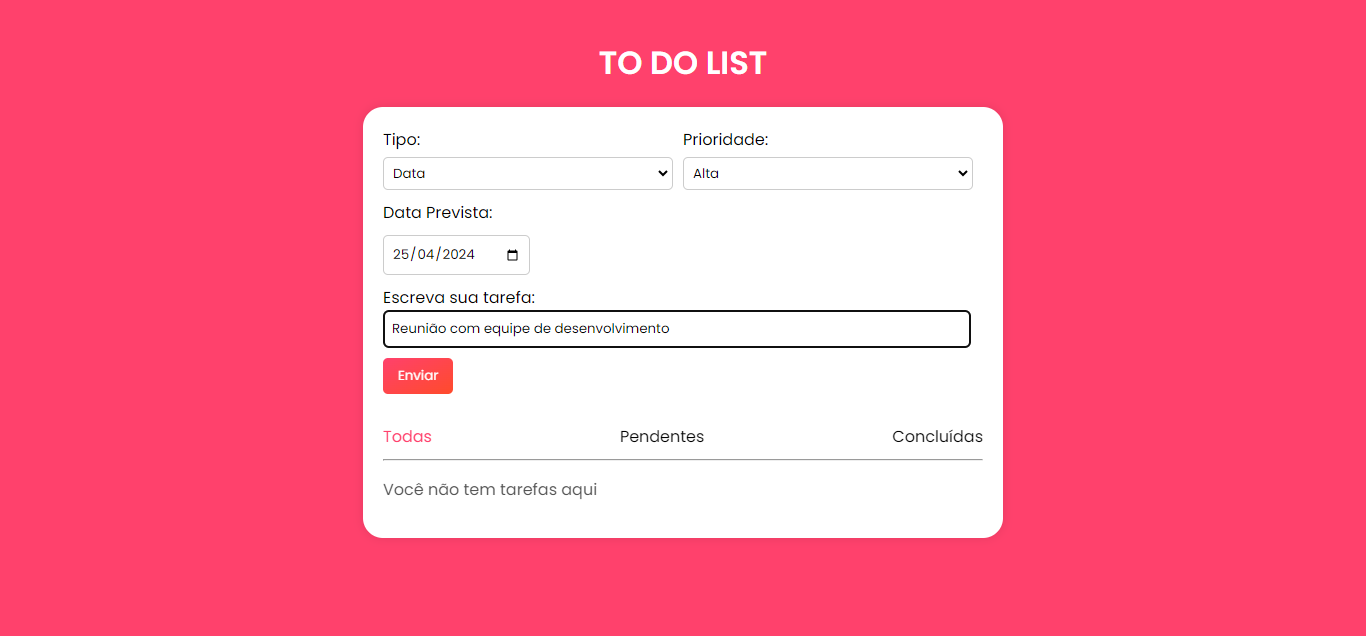 TO DO LIST
Tipo: Prioridade:
Data Alta
Data Prevista:
25/04/2024
Escreva sua tarefa:
Reunião com equipe de desenvolvimento
Enviar
Todas Pendentes Concluídas
Você não tem tarefas aqui